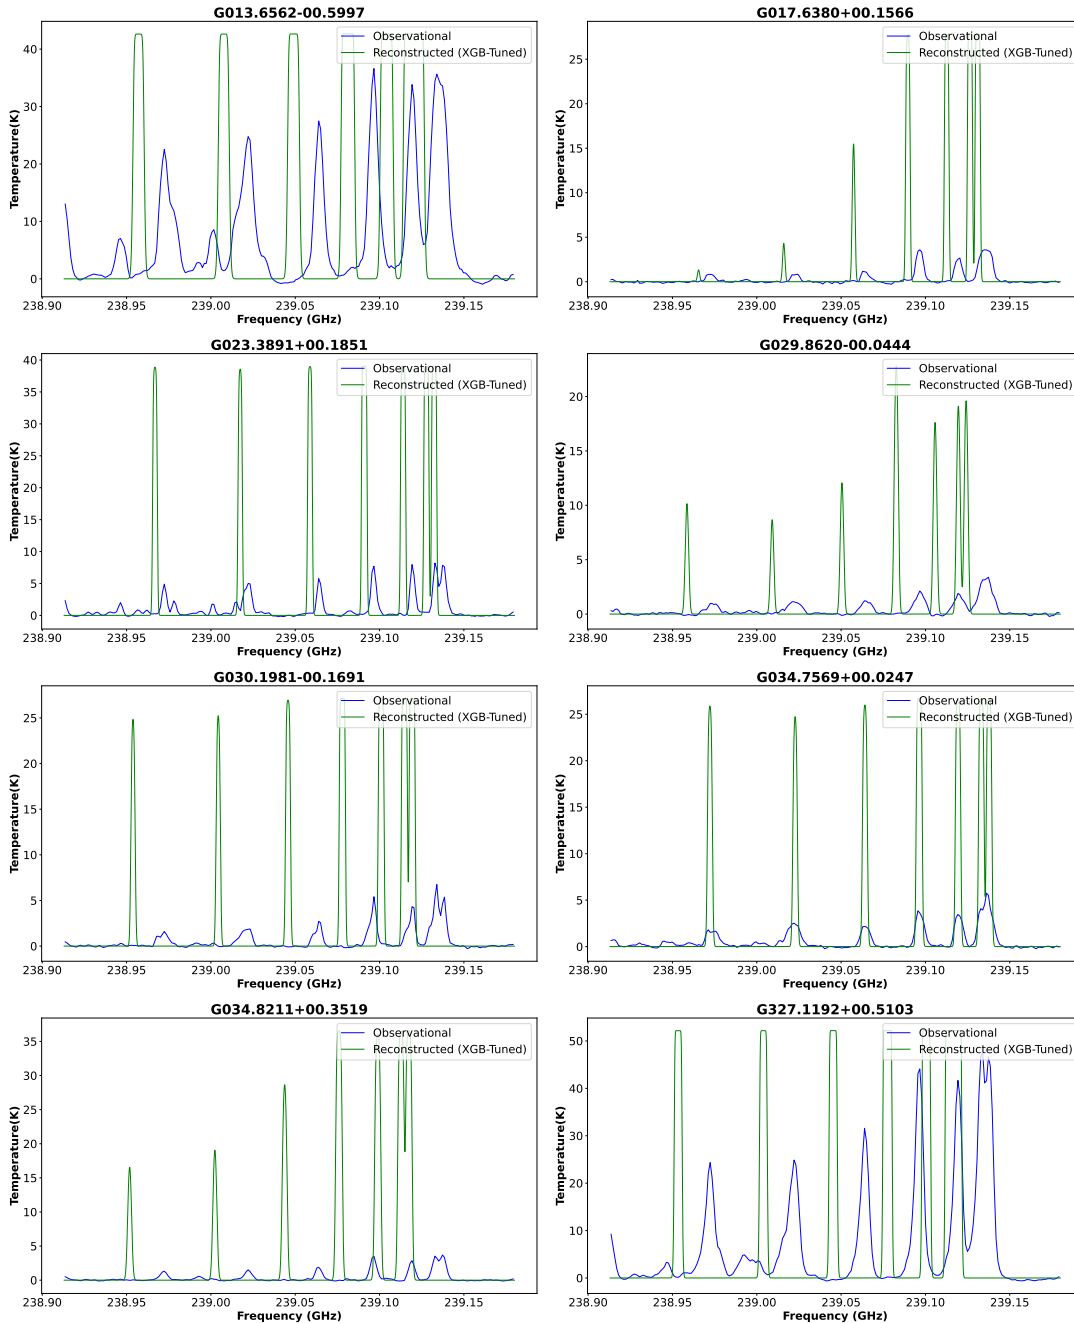 G013.6562-00.5997
Observational
Reconstructed (XGB-Tuned)
Temperature(K)
40
30
20
10
0
238.90 238.95 239.00 239.05 239.10 239.15
Frequency (GHz)
G017.6380+00.1566
Observational
Reconstructed (XGB-Tuned)
Temperature(K)
25
20
15
10
5
0
238.90 238.95 239.00 239.05 239.10 239.15
Frequency (GHz)
G023.3891+00.1851
Observational
Reconstructed (XGB-Tuned)
Temperature(K)
40
35
30
25
20
15
10
5
0
238.90 238.95 239.00 239.05 239.10 239.15
Frequency (GHz)
G029.8620-00.0444
Observational
Reconstructed (XGB-Tuned)
Temperature(K)
20
15
10
5
0
238.90 238.95 239.00 239.05 239.10 239.15
Frequency (GHz)
G030.1981-00.1691
Observational
Reconstructed (XGB-Tuned)
Temperature(K)
25
20
15
10
5
0
238.90 238.95 239.00 239.05 239.10 239.15
Frequency (GHz)
G034.7569+00.0247
Observational
Reconstructed (XGB-Tuned)
Temperature(K)
25
20
15
10
5
0
238.90 238.95 239.00 239.05 239.10 239.15
Frequency (GHz)
G034.8211+00.3519
Observational
Reconstructed (XGB-Tuned)
Temperature(K)
35
30
25
20
15
10
5
0
238.90 238.95 239.00 239.05 239.10 239.15
Frequency (GHz)
G327.1192+00.5103
Observational
Reconstructed (XGB-Tuned)
Temperature(K)
50
40
30
20
10
0
238.90 238.95 239.00 239.05 239.10 239.15
Frequency (GHz)